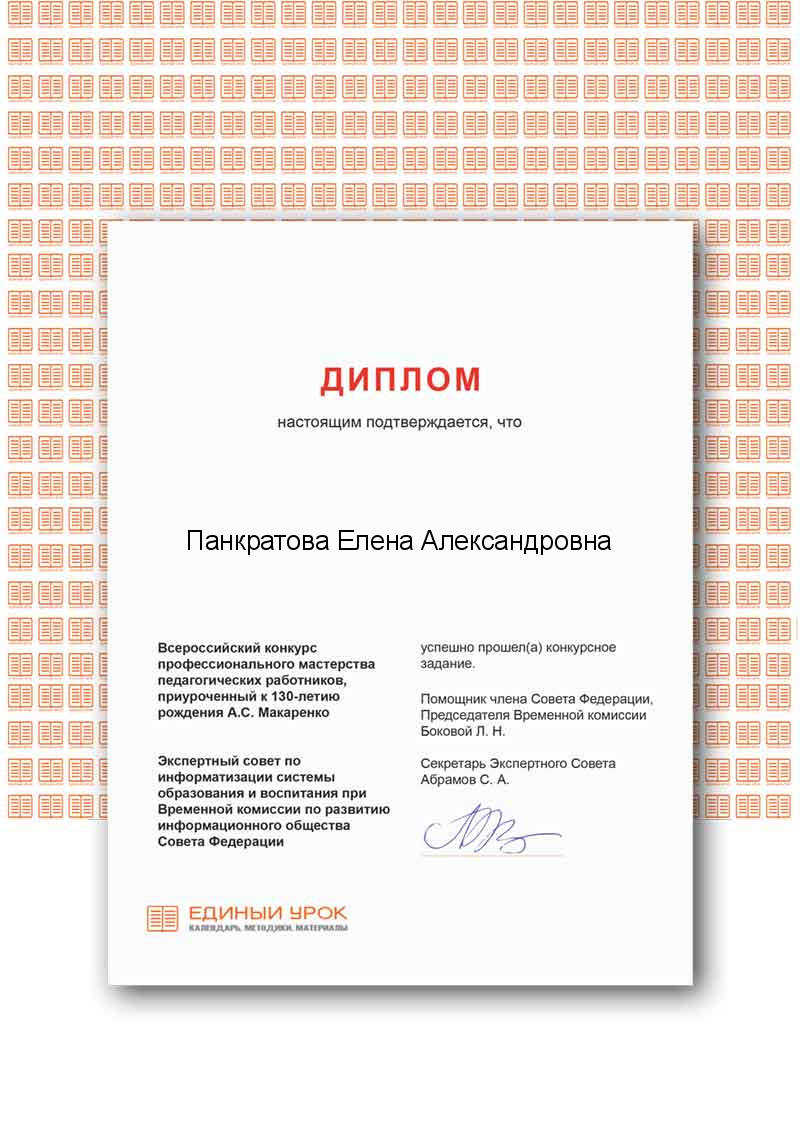 ДИПЛОМ
настоящим подтверждается, что
Панкратова Елена Александровна
Всероссийский конкурс
профессионального мастерства
педагогических работников,
приуроченный к 130-летию
рождения А.С. Макаренко
успешно прошел(а) конкурсное
задание.
Помощник члена Совета Федерации,
Председателя Временной комиссии
Боковой Л. Н.
Экспертный совет по
информатизации системы
образования и воспитания при
Временной комиссии по развитию
информационного общества
Совета Федерации
Секретарь Экспертного Совета
Абрамов С. А.
ЕДИНЫЙ УРОК
КАЛЕНДАРЬ, МЕТОДИКИ, МАТЕРИАЛЫ